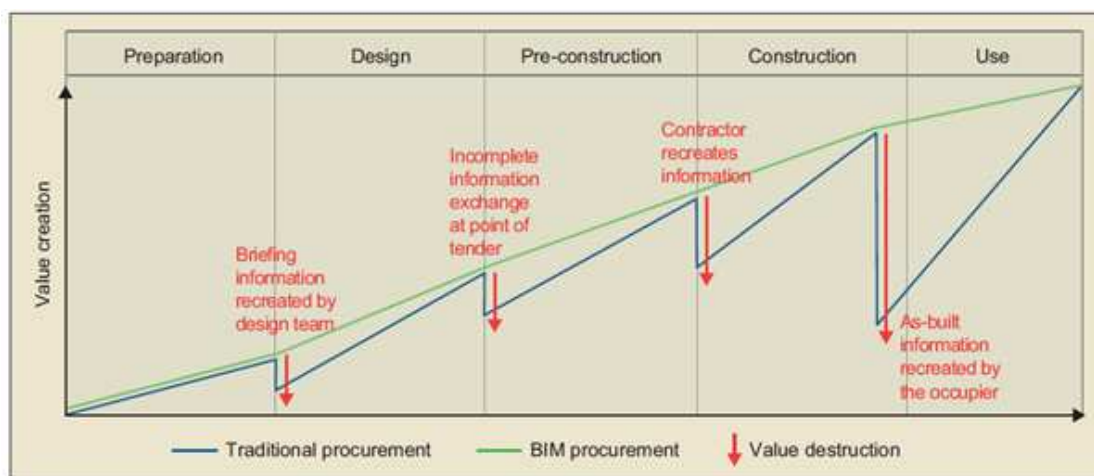 Preparation Design Pre-construction Construction Use
Value creation
Briefing
information
recreated by
design team
Incomplete
information
exchange
at point of
tender
Contractor
recreates
information
As-built
information
recreated by
the occupier
Traditional procurement BIM procurement Value destruction